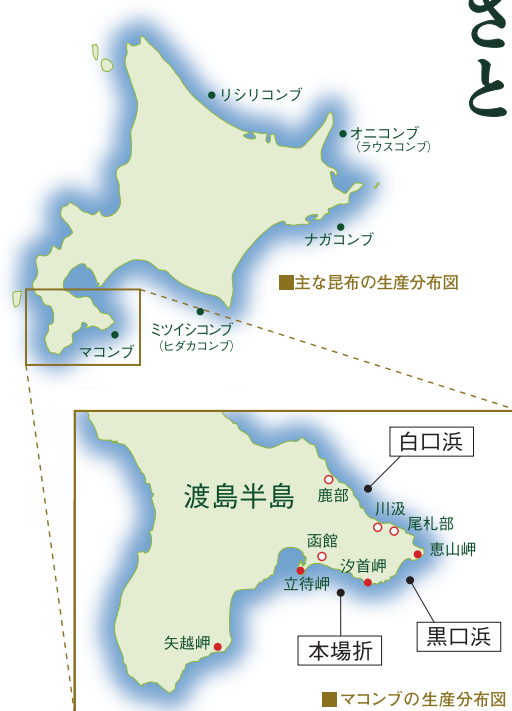 さと
リシリコンブ
オニコンブ
（ラウスコンブ）
ナガコンブ
■主な昆布の生産分布図
ミツイシコンブ
（ヒダカコンブ）
マコンブ
白口浜
渡島半島
鹿部
川汲
尾札部
函館
恵山岬
汐首岬
立待岬
黒口浜
本場折
矢越岬
■マコンブの生産分布図